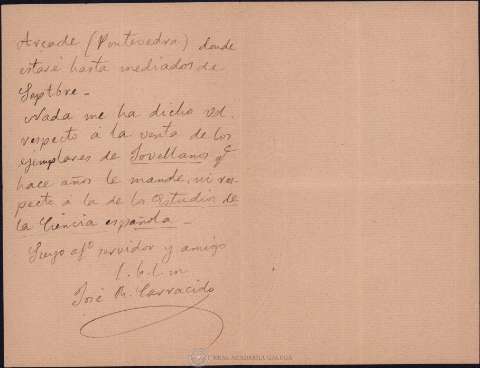 Arcade (Pontevedra) donde
estaré hasta mediados de
Septbre -
Nada me ha dicho Vd.
respecto á la venta de los
ejemplares de Jovellanos qe
hace años le mandé, ni res-
pecto á la de los Estudios de
la Ciencia española -
Suyo afº servidor y amigo
q.b.s.m
José R. Carracido
© REAL ACADEMIA GALEGA